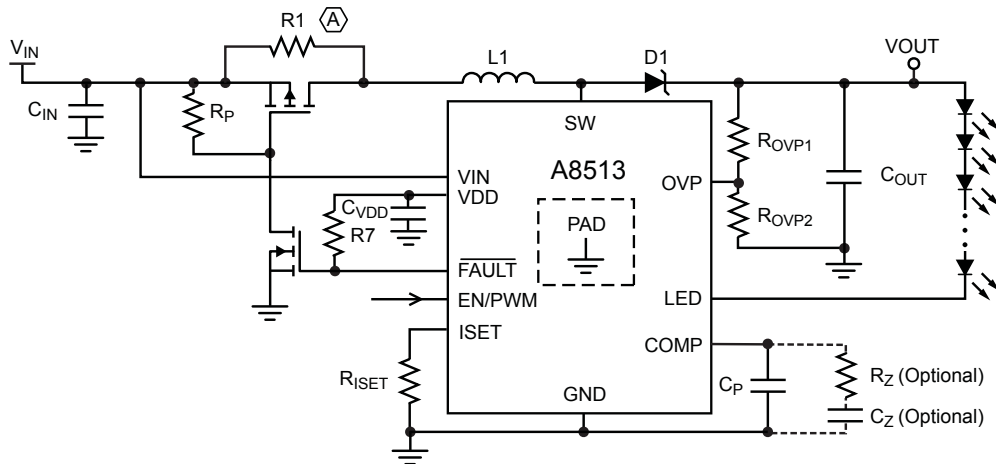 R1 A
VIN
CIN
RP
L1
D1
VOUT
SW
ROVP1
A8513
VIN
VDD
OVP
COUT
CVDD
R7
PAD
ROVP2
FAULT
EN/PWM
LED
ISET
COMP
RISET
GND
CP
RZ (Optional)
CZ (Optional)